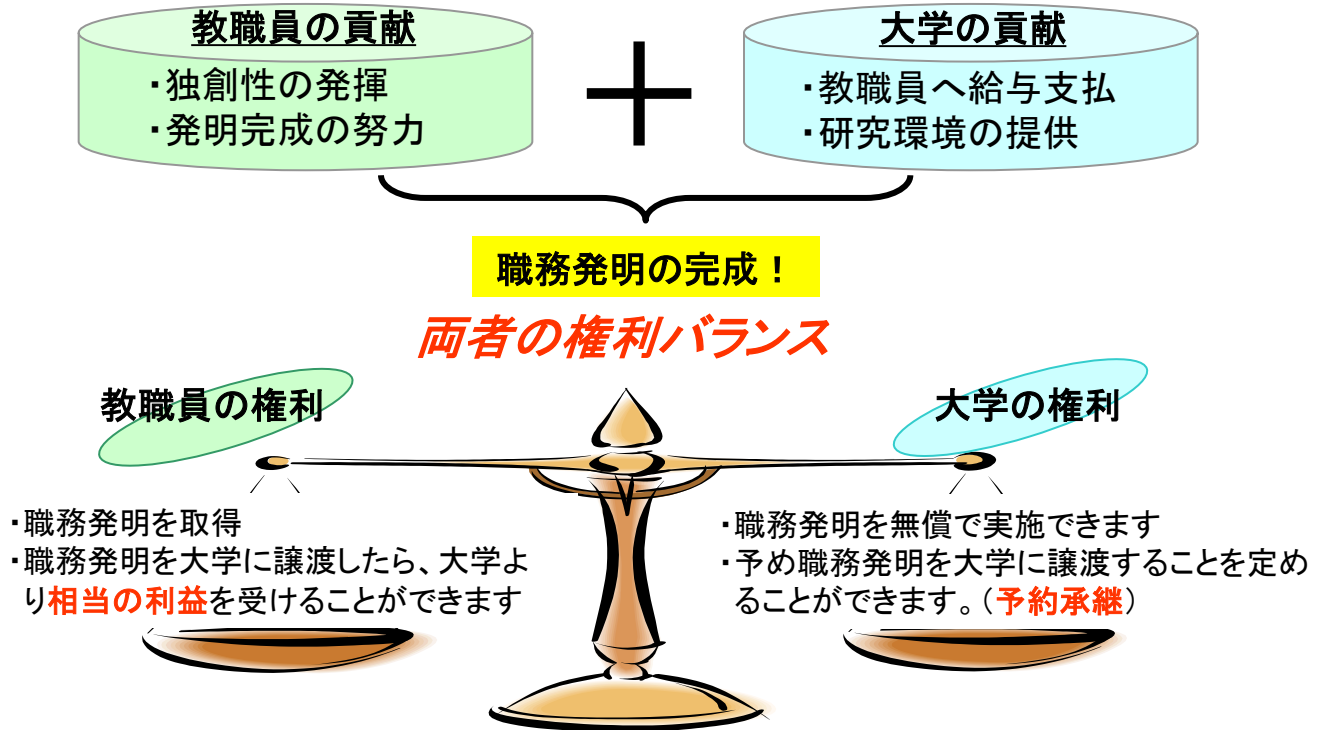 教職員の貢献
・独創性の発揮
・発明完成の努力
＋
大学の貢献
・教職員へ給与支払
・研究環境の提供
職務発明の完成！
両者の権利バランス
教職員の権利
・職務発明を取得
・職務発明を大学に譲渡したら、大学よ
り相当の利益を受けることができます
大学の権利
・職務発明を無償で実施できます
・予め職務発明を大学に譲渡することを定め
ることができます。（予約承継）